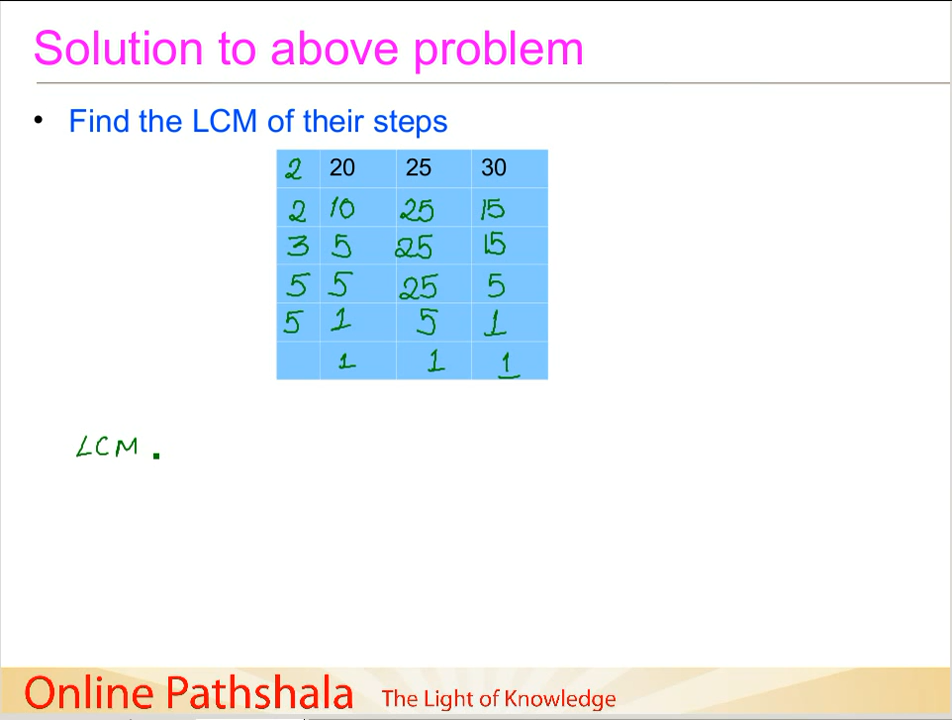 Solution to above problem
• Find the LCM of their steps
2 20 25 30
2 10 25 15
3 5 25 15
5 5 25 5
5 1 5 1
1 1 1
LCM .
Online Pathshala The Light of Knowledge